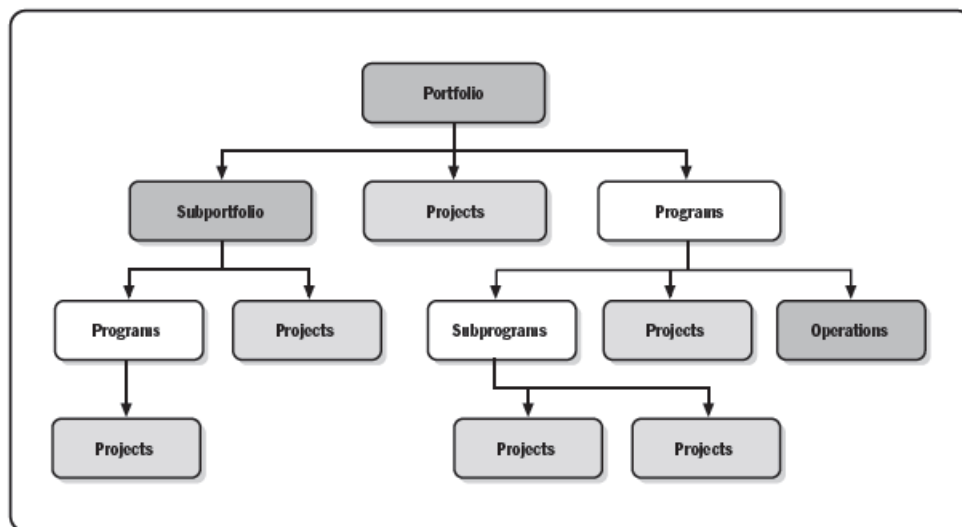 Portfolio
Subportfolio
Projects
Programs
Programs
Projects
Subprograms
Projects
Operations
Projects
Projects
Projects